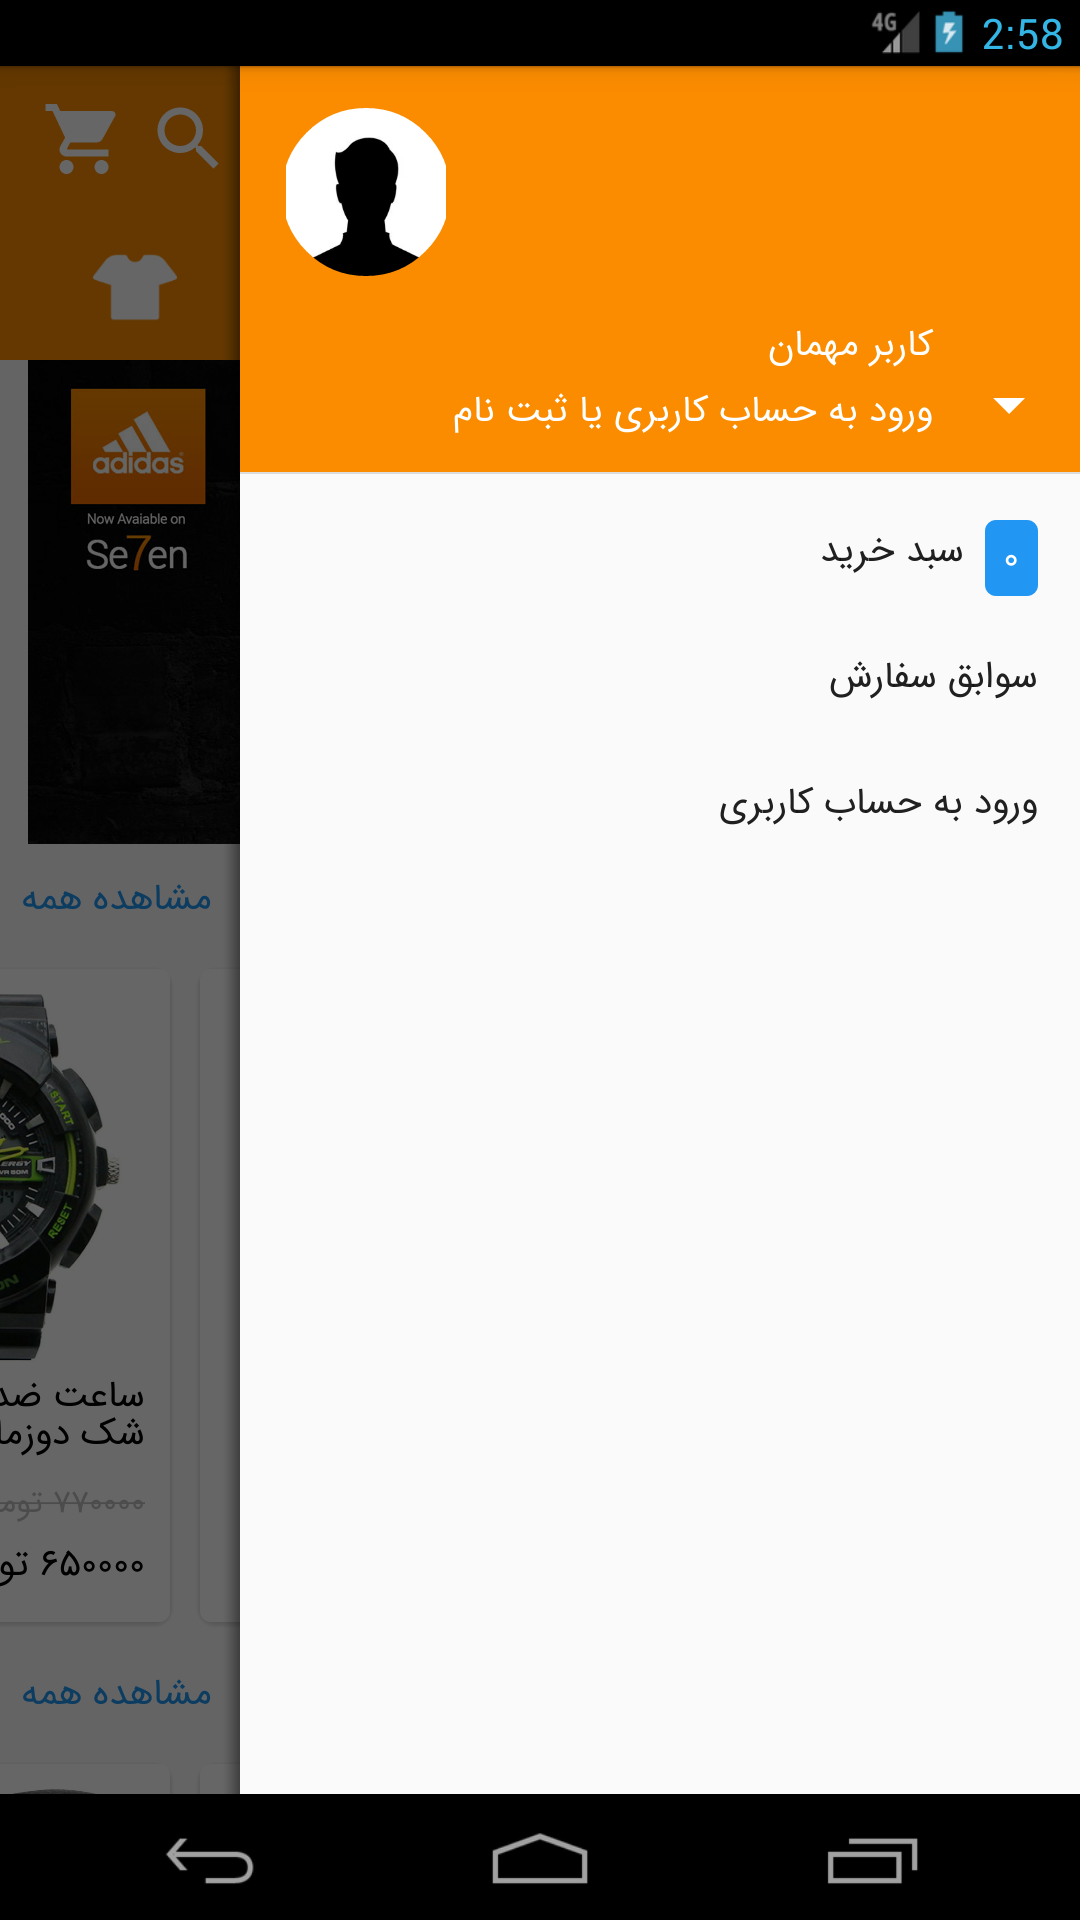 4G 2:58
کاربر مهمان
ورود به حساب کاربری یا ثبت نام
سبد خرید ۰
سوابق سفارش
ورود به حساب کاربری
adidas
Now Avaiable on
Se7en
مشاهده همه
START
RESET
ساعت ضد
شک دوزما
۷۷۰۰۰۰ توم
۶۵۰۰۰۰ تو
مشاهده همه